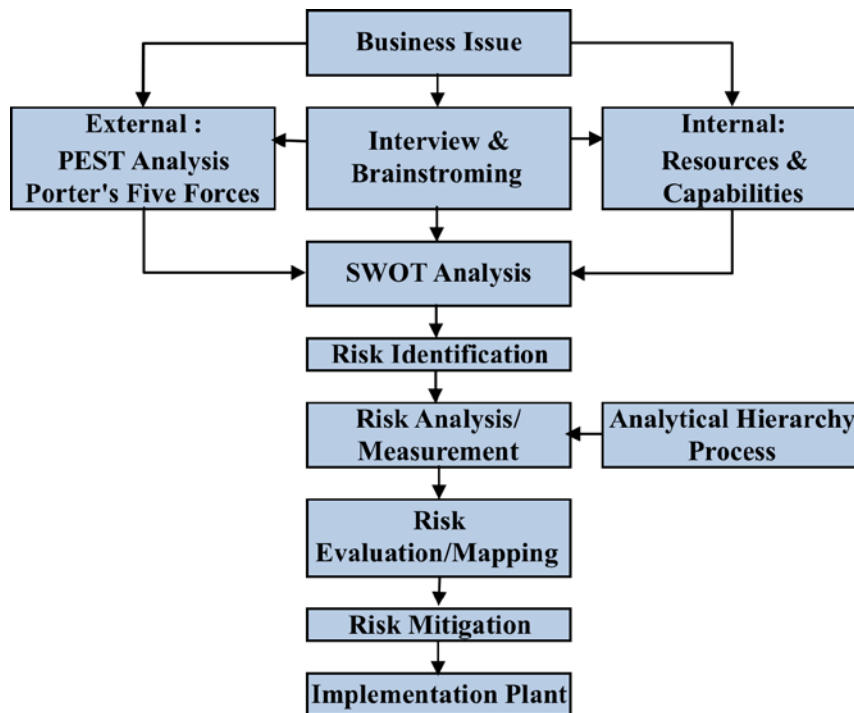 Business Issue
External :
PEST Analysis
Porter's Five Forces
Interview &
Brainstroming
Internal:
Resources &
Capabilities
SWOT Analysis
Risk Identification
Risk Analysis/
Measurement
Analytical Hierarchy
Process
Risk
Evaluation/Mapping
Risk Mitigation
Implementation Plant